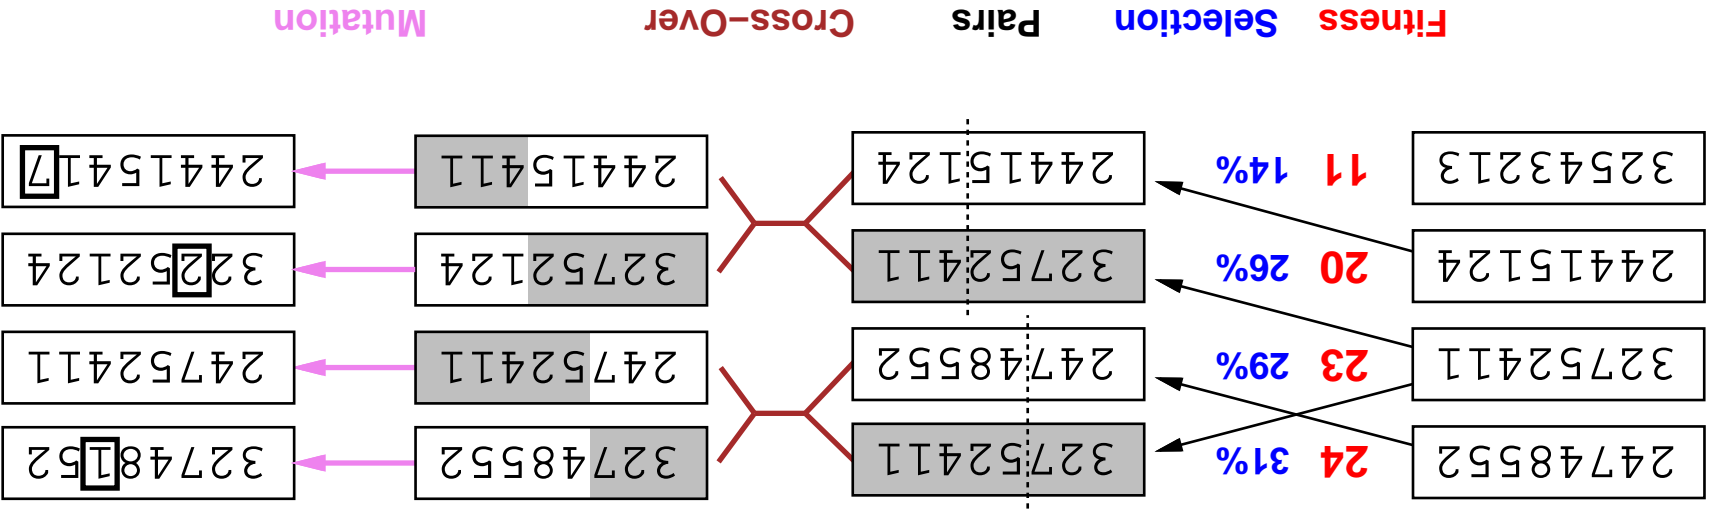 24748552 24 31% 32752411 32748552 32748152
32752411 23 29% 24748552 24752411 24752411
24415124 20 26% 32752411 32752124 32252124
32543213 11 14% 24415124 24415411 24415417
Fitness Selection Pairs Cross−Over Mutation